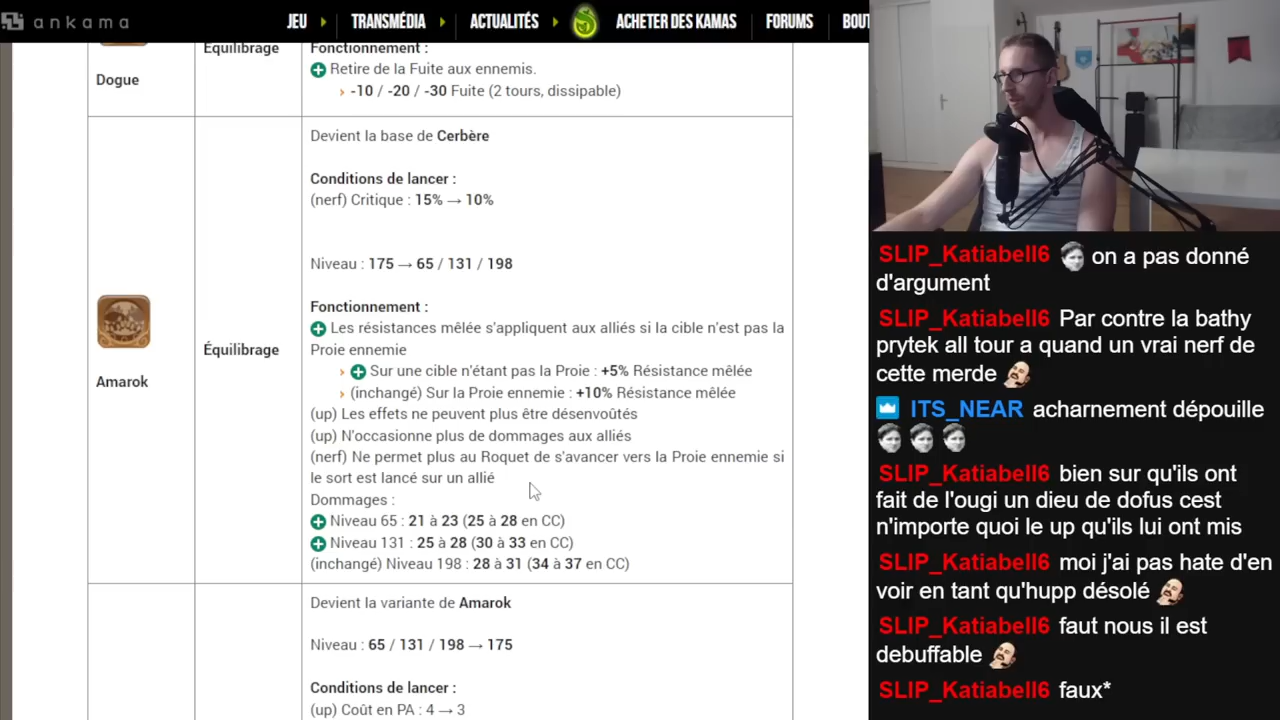 ankama
JEU
TRANSMÉDIA
ACTUALITÉS
ACHETER DES KAMAS
FORUMS
BOUT
Dogue
Équilibrage
Fonctionnement :
Retire de la Fuite aux ennemis.
› -10 / -20 / -30 Fuite (2 tours, dissipable)
Amarok
Équilibrage
Devient la base de Cerbère
Conditions de lancer :
(nerf) Critique : 15% → 10%
Niveau : 175 → 65 / 131 / 198
Fonctionnement :
Les résistances mêlée s'appliquent aux alliés si la cible n'est pas la
Proie ennemie
› Sur une cible n'étant pas la Proie : +5% Résistance mêlée
› (inchangé) Sur la Proie ennemie : +10% Résistance mêlée
(up) Les effets ne peuvent plus être désenvoûtés
(up) N'occasionne plus de dommages aux alliés
(nerf) Ne permet plus au Roquet de s'avancer vers la Proie ennemie si
le sort est lancé sur un allié
Dommages :
Niveau 65 : 21 à 23 (25 à 28 en CC)
Niveau 131 : 25 à 28 (30 à 33 en CC)
(inchangé) Niveau 198 : 28 à 31 (34 à 37 en CC)
Devient la variante de Amarok
Niveau : 65 / 131 / 198 → 175
Conditions de lancer :
(up) Coût en PA : 4 → 3
SLIP_Katiabell6 on a pas donné
d'argument
SLIP_Katiabell6 Par contre la bathy
prytek all tour a quand un vrai nerf de
cette merde
ITS_NEAR acharnement dépouille
SLIP_Katiabell6 bien sur qu'ils ont
fait de l'ougi un dieu de dofus cest
n'importe quoi le up qu'ils lui ont mis
SLIP_Katiabell6 moi j'ai pas hate d'en
voir en tant qu'hupp désolé
SLIP_Katiabell6 faut nous il est
debuffable
SLIP_Katiabell6 faux*